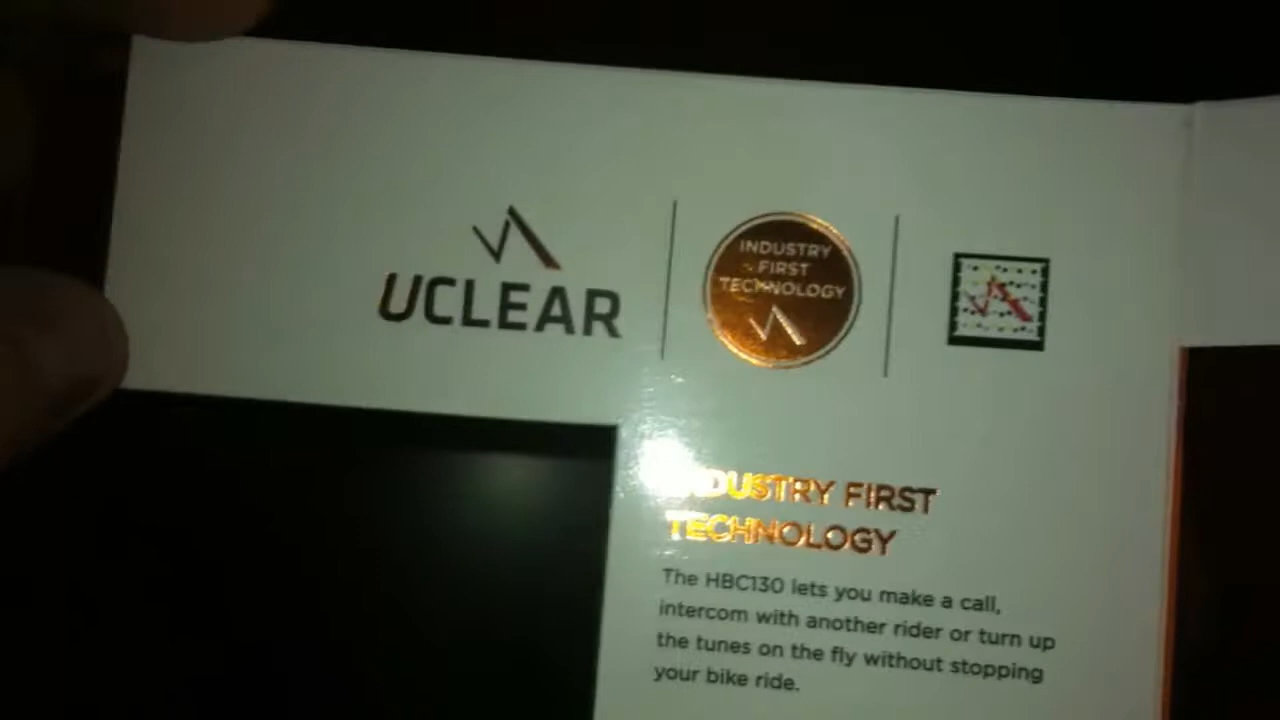 UCLEAR
INDUSTRY
FIRST
TECHNOLOGY
INDUSTRY FIRST
TECHNOLOGY
The HBC130 lets you make a call,
intercom with another rider or turn up
the tunes on the fly without stopping
your bike ride.